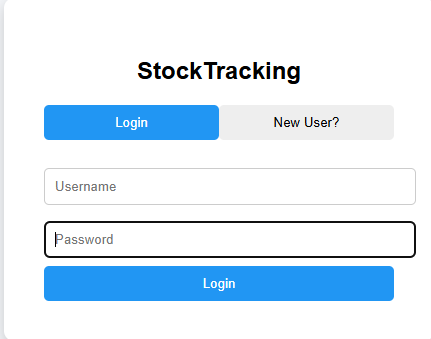 StockTracking
Login New User?
Username
Password
Login